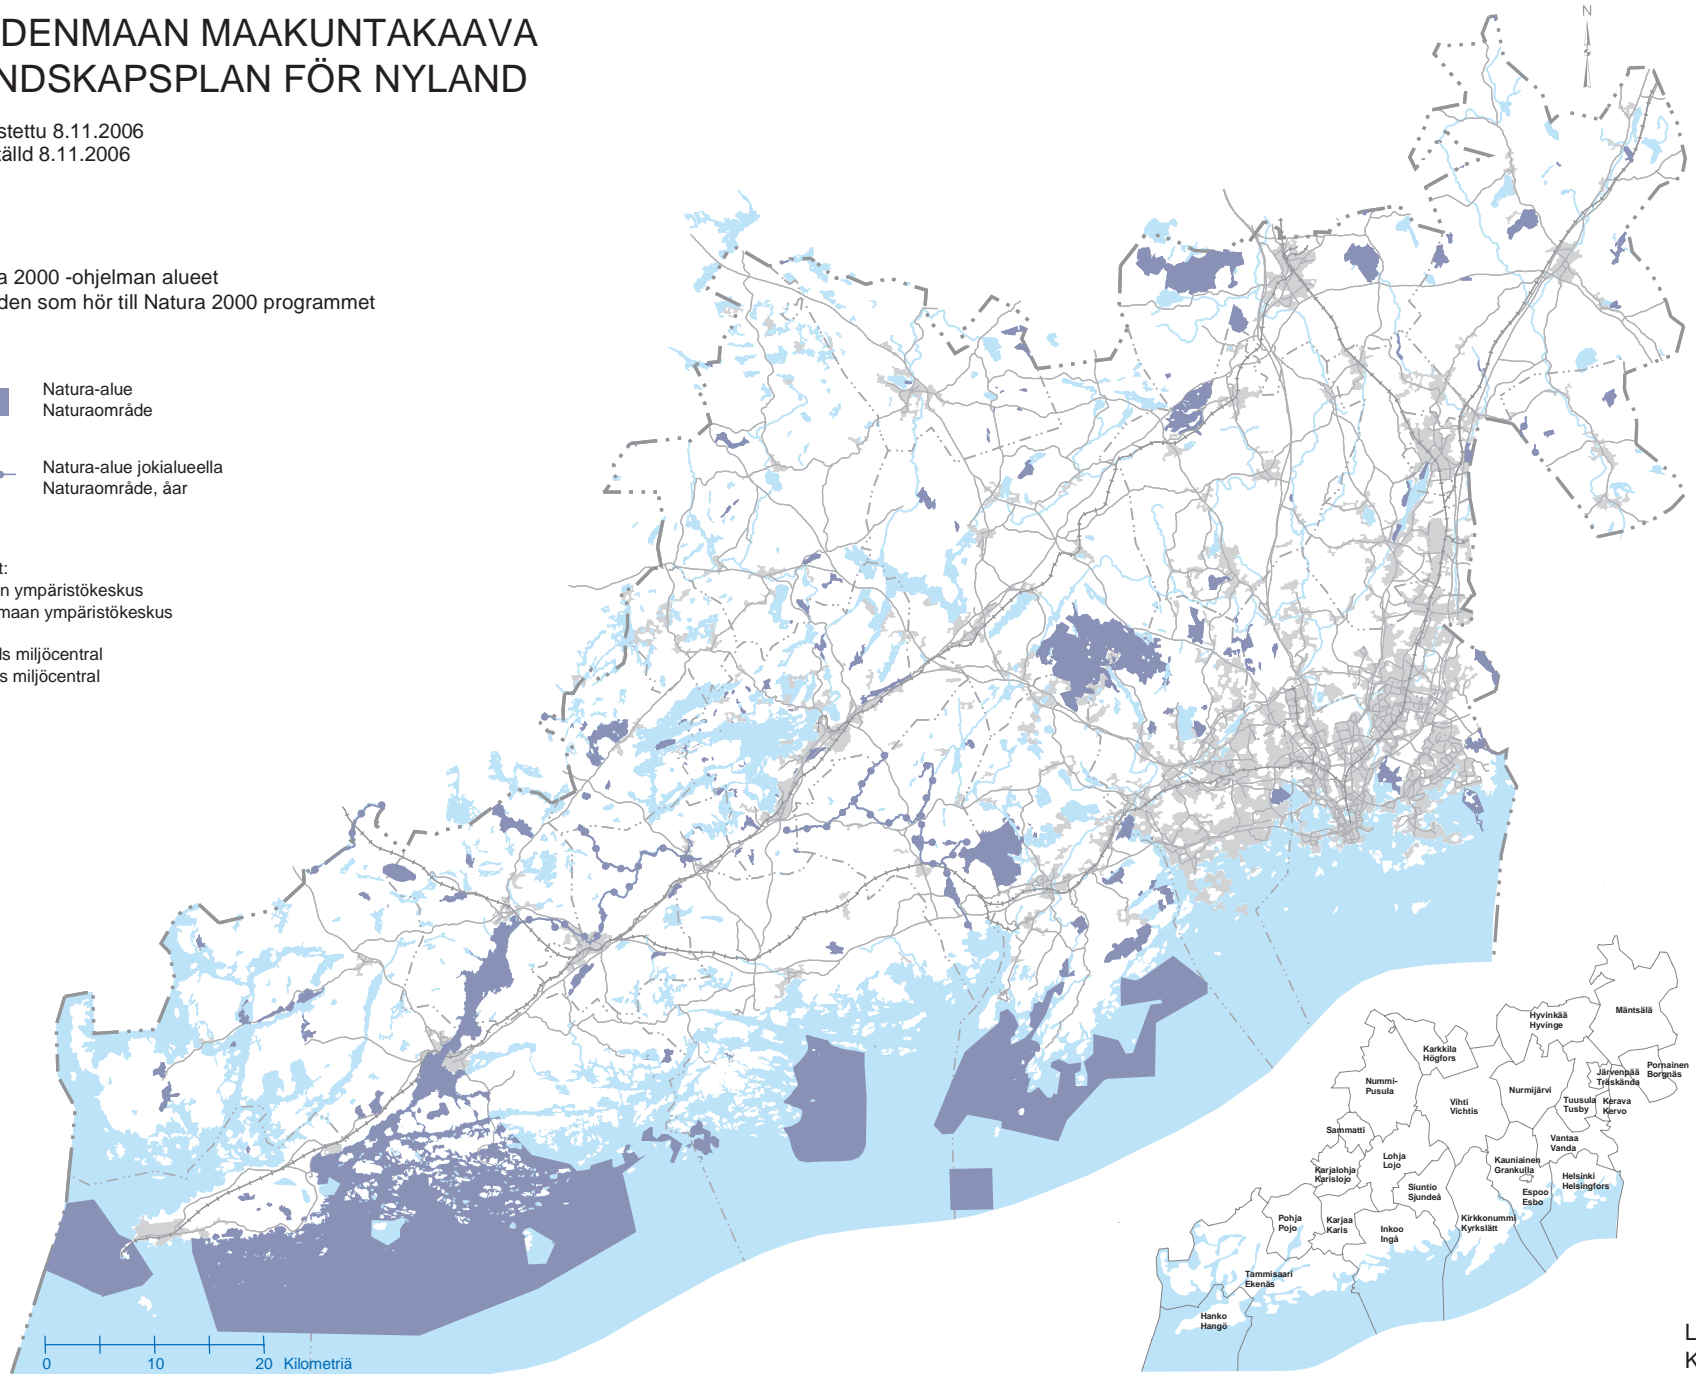 DENMAAN MAAKUNTAKAAVA
NDSKAPSPLAN FÖR NYLAND
stettu 8.11.2006
älld 8.11.2006
a 2000 -ohjelman alueet
den som hör till Natura 2000 programmet
Natura-alue
Naturaområde
Natura-alue jokialueella
Naturaområde, åar
t:
n ympäristökeskus
maan ympäristökeskus
ls miljöcentral
s miljöcentral
N
Mäntsälä
Hyvinkää
Hyvinge
Karkkila
Högfors
Pornainen
Borgnäs
Järvenpää
Träskända
Nummi-
Pusula
Nurmijärvi
Vihti
Vichtis
Tuusula
Tusby
Kerava
Kervo
Sammatti
Vantaa
Vanda
Lohja
Lojo
Kauniainen
Grankulla
Karjalohja
Karislojo
Helsinki
Helsingfors
Siuntio
Sjundeå
Espoo
Esbo
Pohja
Pojo
Karjaa
Karis
Inkoo
Ingå
Kirkkonummi
Kyrkslätt
Tammisaari
Ekenäs
Hanko
Hangö
0 10 20 Kilometriä
L
K